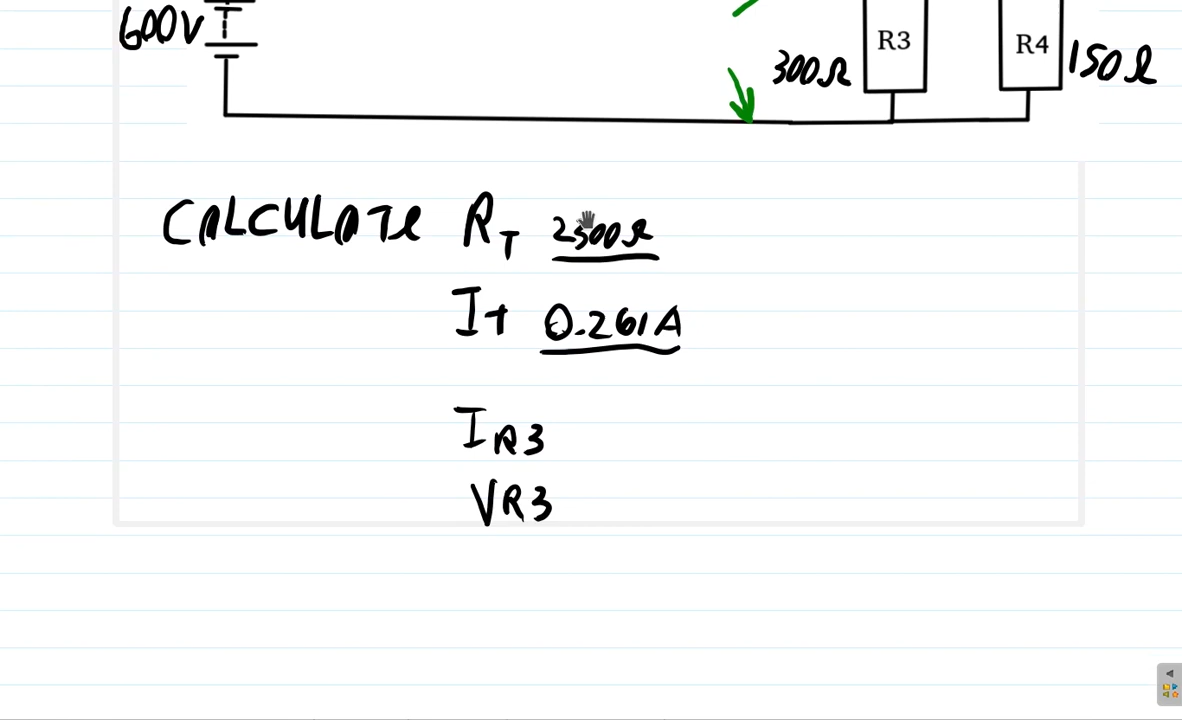 600V
R3
R4
300Ω
150Ω
CALCULATE RT 2300Ω
It 0.261A
IR3
VR3